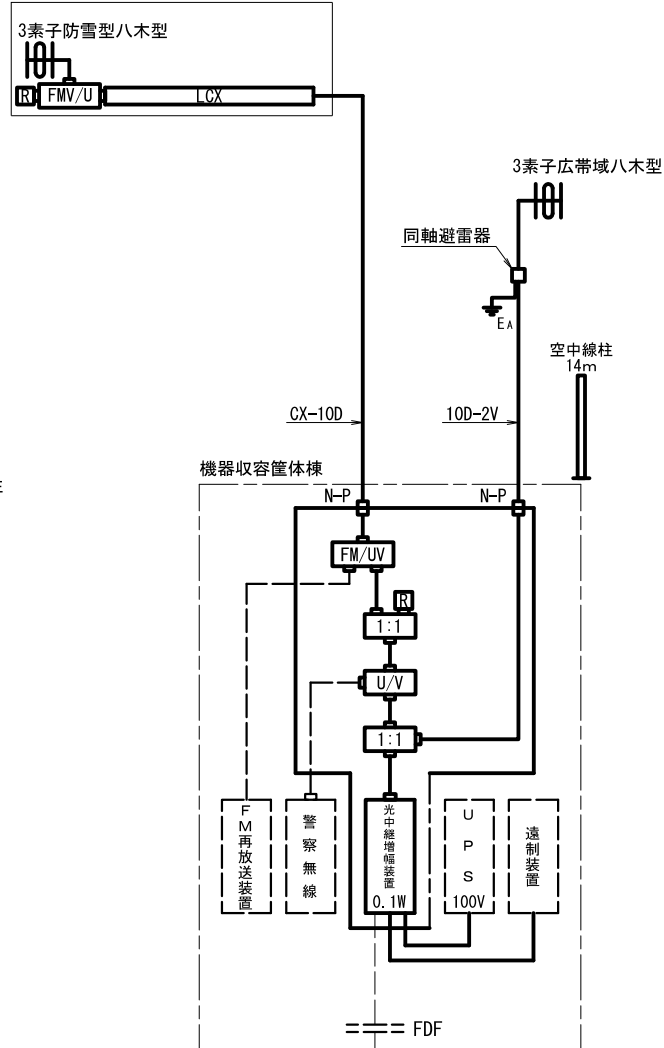 3素子防雪型八木型
R
FMV/U
LCX
3素子広帯域八木型
同軸避雷器
EA
空中線柱
14m
CX-10D
10D-2V
機器収容筐体棟
N-P
N-P
FM/UV
R
1:1
U/V
1:1
FM再放送装置
警察無線
光中継増幅装置
0.1W
UPS
100V
遠制装置
FDF